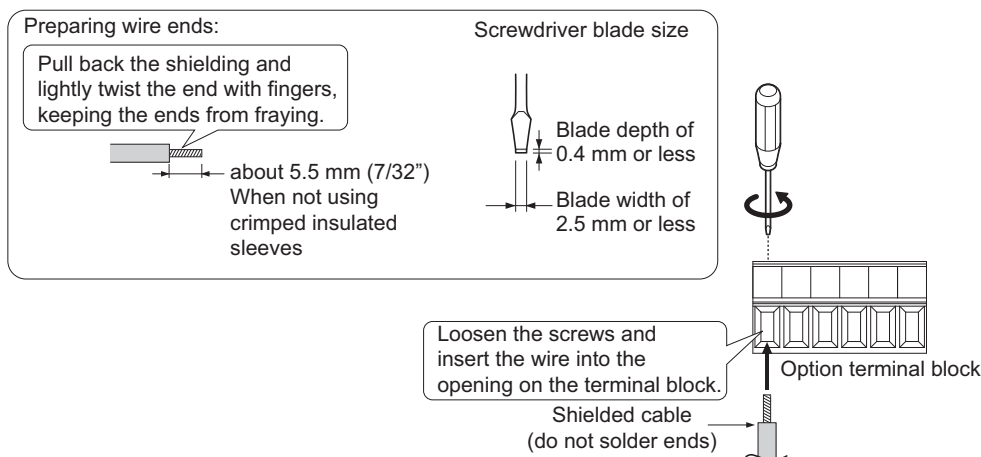 Preparing wire ends:
Pull back the shielding and
lightly twist the end with fingers,
keeping the ends from fraying.
about 5.5 mm (7/32”)
When not using
crimped insulated
sleeves
Screwdriver blade size
Blade depth of
0.4 mm or less
Blade width of
2.5 mm or less
Loosen the screws and
insert the wire into the
opening on the terminal block.
Option terminal block
Shielded cable
(do not solder ends)